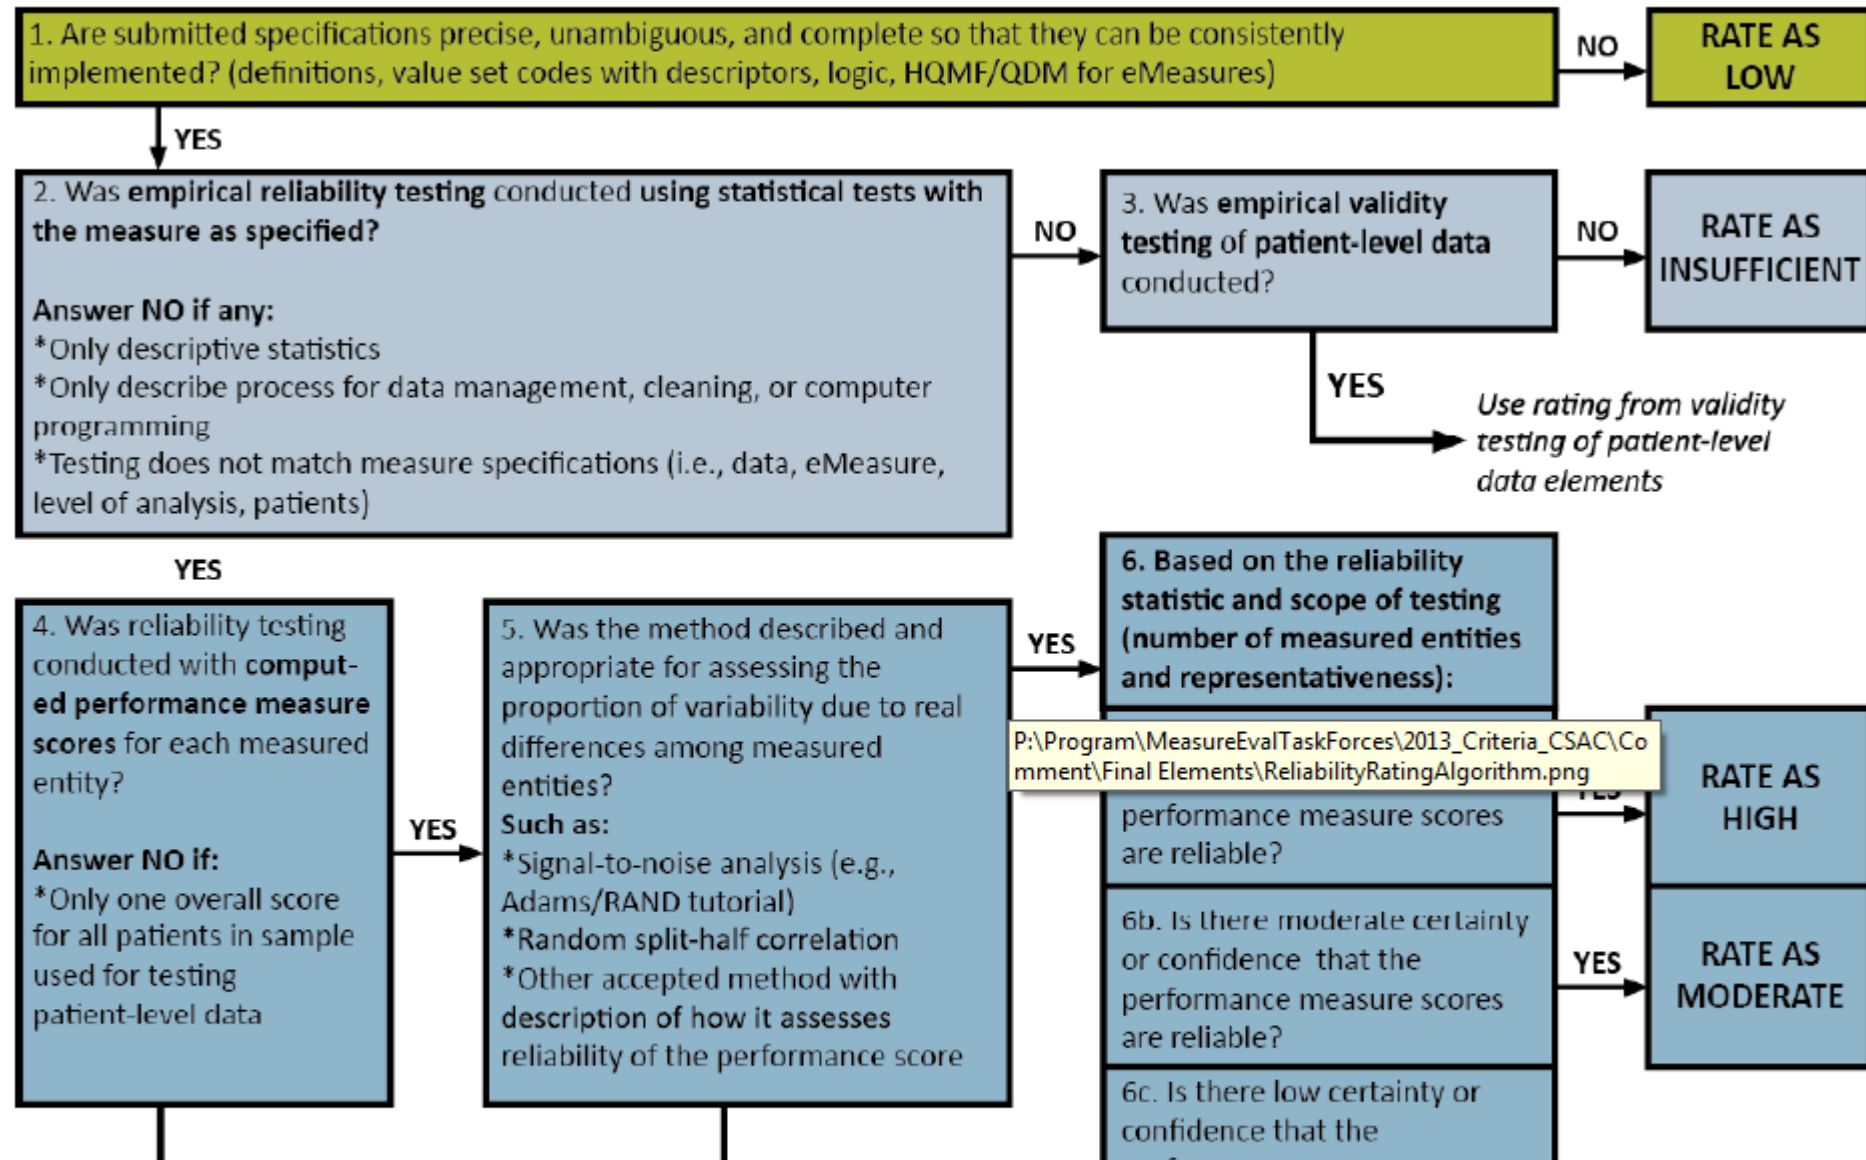 1. Are submitted specifications precise, unambiguous, and complete so that they can be consistently
implemented? (definitions, value set codes with descriptors, logic, HQMF/QDM for eMeasures)
NO
RATE AS
LOW
YES
2. Was empirical reliability testing conducted using statistical tests with
the measure as specified?
Answer NO if any:
*Only descriptive statistics
*Only describe process for data management, cleaning, or computer
programming
*Testing does not match measure specifications (i.e., data, eMeasure,
level of analysis, patients)
NO
3. Was empirical validity
testing of patient-level data
conducted?
NO
RATE AS
INSUFFICIENT
YES
Use rating from validity
testing of patient-level
data elements
YES
4. Was reliability testing
conducted with comput-
ed performance measure
scores for each measured
entity?
Answer NO if:
*Only one overall score
for all patients in sample
used for testing
patient-level data
YES
5. Was the method described and
appropriate for assessing the
proportion of variability due to real
differences among measured
entities?
Such as:
*Signal-to-noise analysis (e.g.,
Adams/RAND tutorial)
*Random split-half correlation
*Other accepted method with
description of how it assesses
reliability of the performance score
YES
6. Based on the reliability
statistic and scope of testing
(number of measured entities
and representativeness):
P:\Program\MeasureEvalTaskForces\2013_Criteria_CSAC\Co
mment\Final Elements\ReliabilityRatingAlgorithm.png
performance measure scores
are reliable?
YES
RATE AS
HIGH
6b. Is there moderate certainty
or confidence that the
performance measure scores
are reliable?
YES
RATE AS
MODERATE
6c. Is there low certainty or
confidence that the